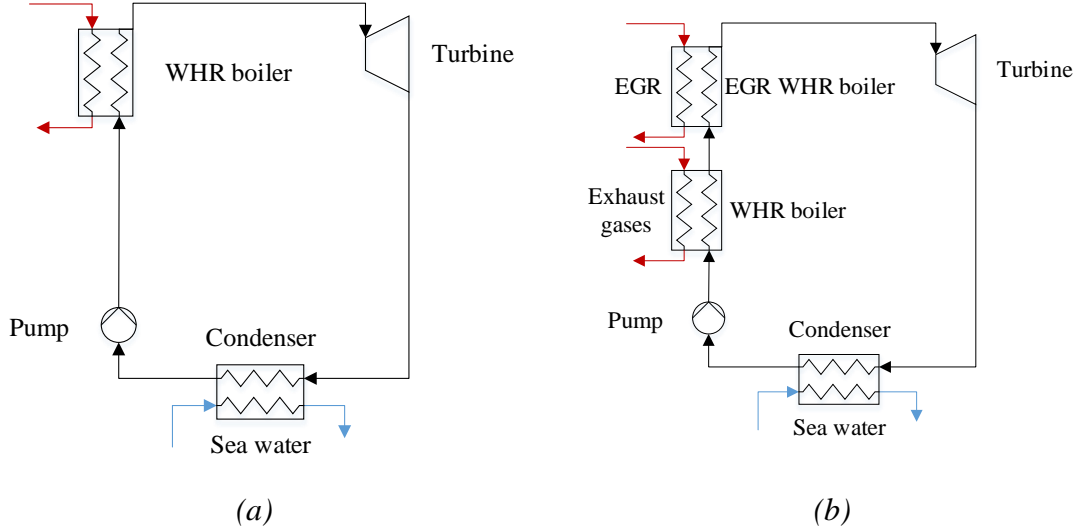 WHR boiler
Turbine
Pump
Condenser
Sea water
(a)
EGR
EGR WHR boiler
Turbine
Exhaust
gases
WHR boiler
Pump
Condenser
Sea water
(b)